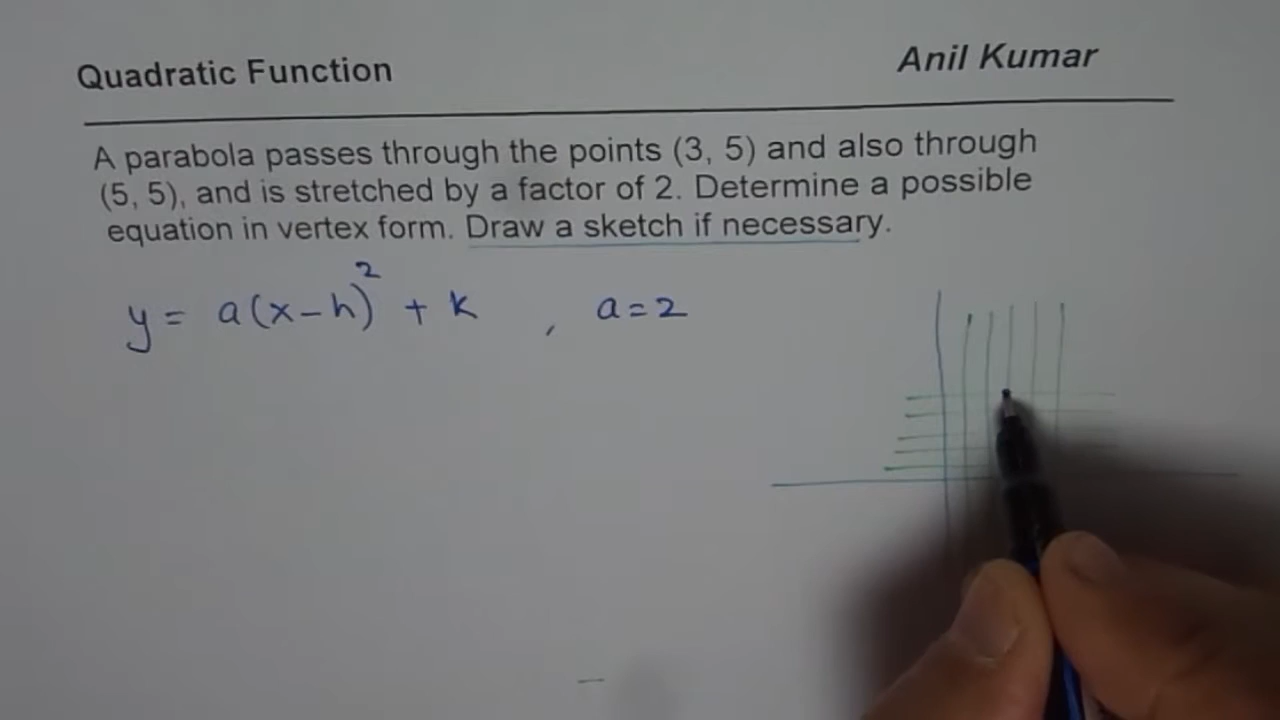 Quadratic Function
Anil Kumar
A parabola passes through the points (3, 5) and also through
(5, 5), and is stretched by a factor of 2. Determine a possible
equation in vertex form. Draw a sketch if necessary.
y = a(x-h)² + k , a=2